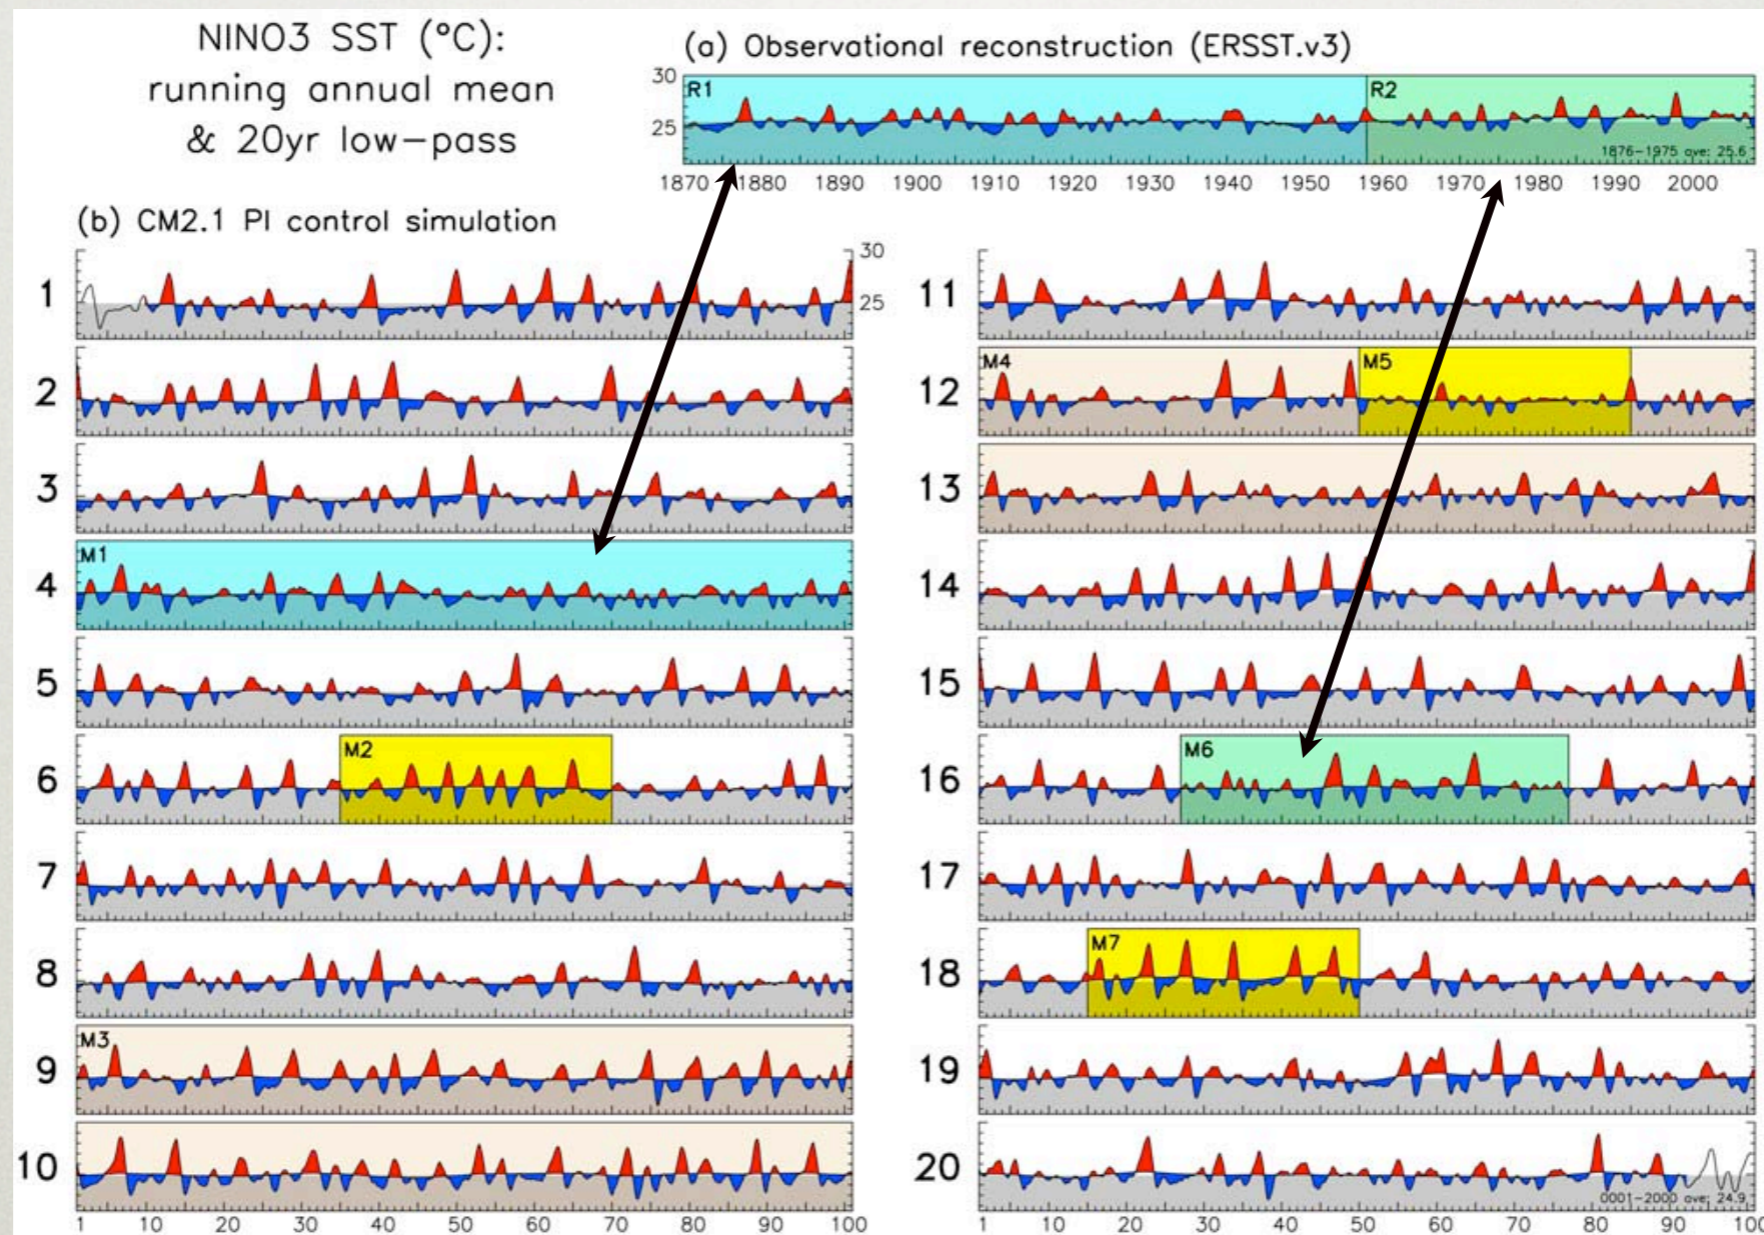 NINO3 SST (°C):
running annual mean
& 20yr low-pass
(a) Observational reconstruction (ERSST.v3)
30
25
R1
R2
1876-1975 ave: 25.6
1870 1880 1890 1900 1910 1920 1930 1940 1950 1960 1970 1980 1990 2000
(b) CM2.1 PI control simulation
1
30
25
2
3
M1
4
5
M2
6
7
8
M3
9
10
1 10 20 30 40 50 60 70 80 90 100
11
M4
M5
12
13
14
15
M6
16
17
M7
18
19
20
0001-2000 ave: 24.9
1 10 20 30 40 50 60 70 80 90 100